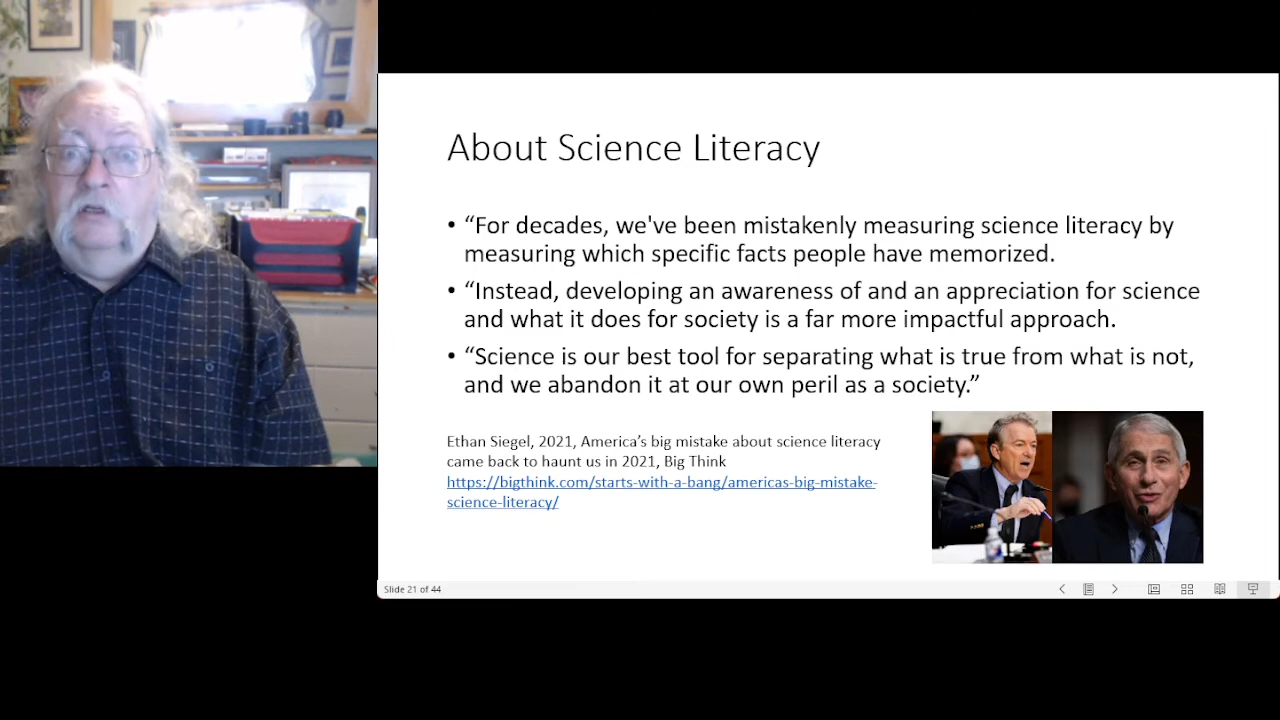 About Science Literacy
• “For decades, we've been mistakenly measuring science literacy by
measuring which specific facts people have memorized.
• “Instead, developing an awareness of and an appreciation for science
and what it does for society is a far more impactful approach.
• “Science is our best tool for separating what is true from what is not,
and we abandon it at our own peril as a society.”
Ethan Siegel, 2021, America’s big mistake about science literacy
came back to haunt us in 2021, Big Think
https://bigthink.com/starts-with-a-bang/americas-big-mistake-
science-literacy/
Slide 21 of 44